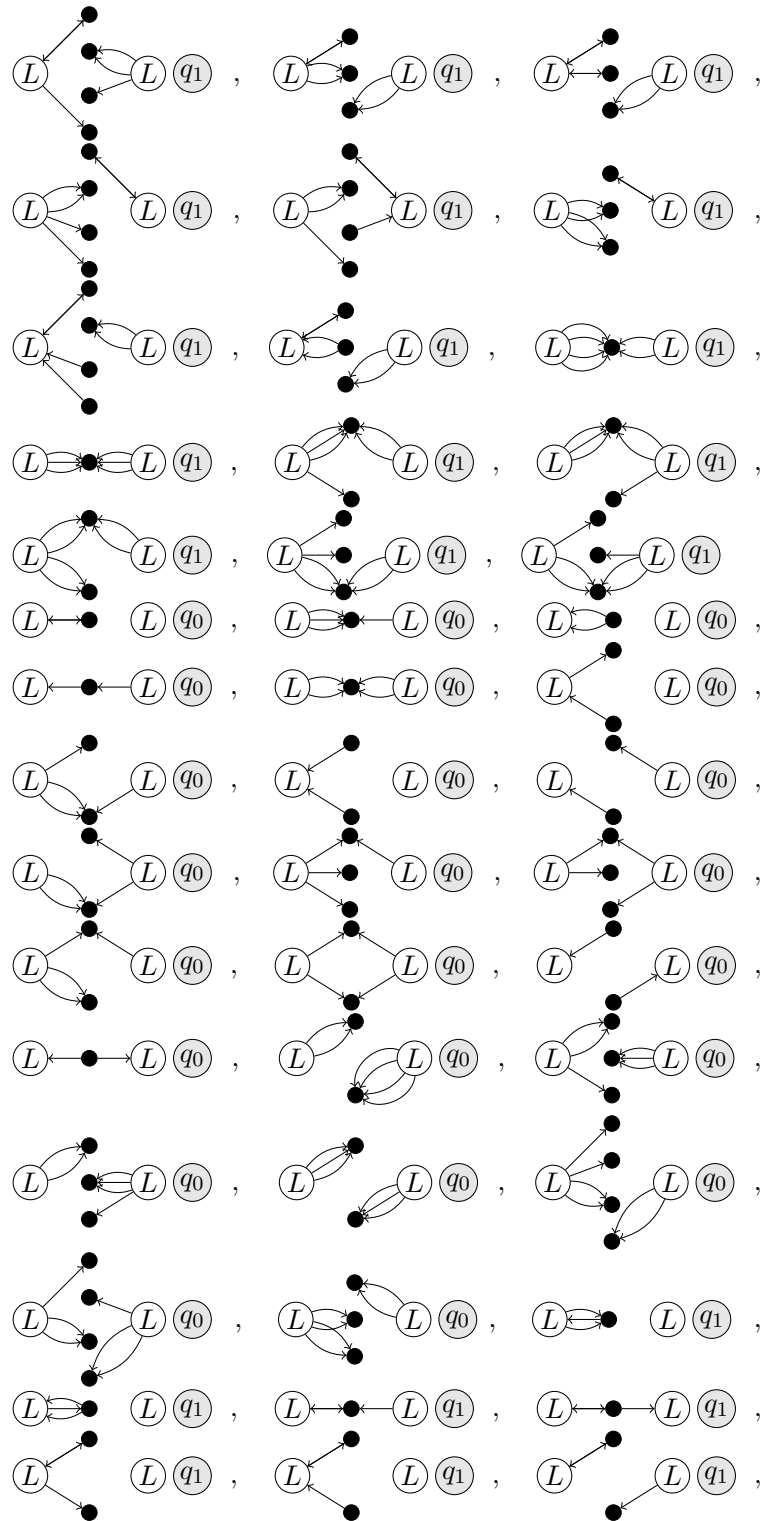 L L q₁ , L L q₁ , L L q₁ ,
L L q₁ , L L q₁ , L L q₁ ,
L L q₁ , L L q₁ , L L q₁ ,
L L q₁ , L L q₁ , L L q₁ ,
L L q₁ , L L q₁ , L L q₁
L L q₀ , L L q₀ , L L q₀ ,
L L q₀ , L L q₀ , L L q₀ ,
L L q₀ , L L q₀ , L L q₀ ,
L L q₀ , L L q₀ , L L q₀ ,
L L q₀ , L L q₀ , L L q₀ ,
L L q₀ , L L q₀ , L L q₀ ,
L L q₀ , L L q₀ , L L q₀ ,
L L q₀ , L L q₀ , L L q₁ ,
L L q₁ , L L q₁ , L L q₁ ,
L L q₁ , L L q₁ , L L q₁ ,